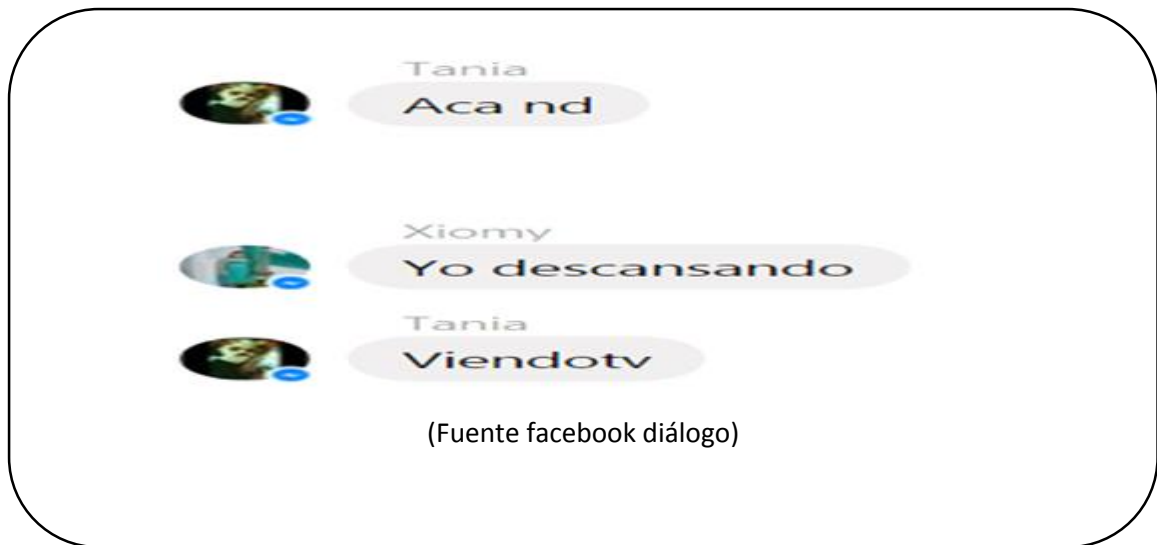 Tania
Aca nd
Xiomy
Yo descansando
Tania
Viendotv
(Fuente facebook diálogo)